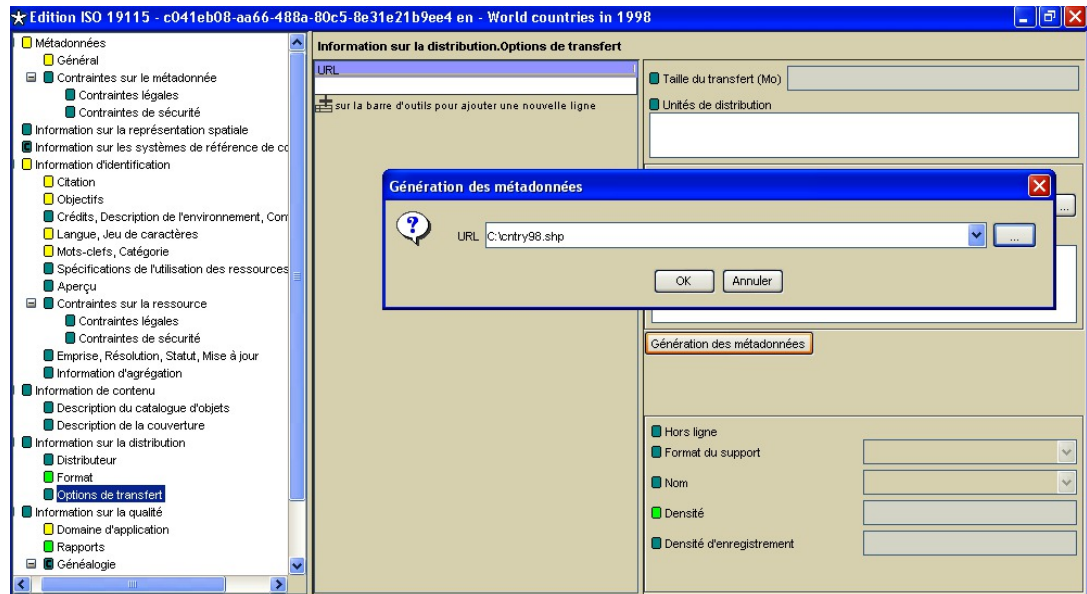 Edition ISO 19115 - c041eb08-aa66-488a-80c5-8e31e21b9ee4 en - World countries in 1998
Métadonnées
Général
Contraintes sur le métadonnée
Contraintes légales
Contraintes de sécurité
Information sur la représentation spatiale
Information sur les systèmes de référence de co
Information d'identification
Citation
Objectifs
Crédits, Description de l'environnement, Com
Langue, Jeu de caractères
Mots-clefs, Catégorie
Spécifications de l'utilisation des ressources
Aperçu
Contraintes sur la ressource
Contraintes légales
Contraintes de sécurité
Emprise, Résolution, Statut, Mise à jour
Information d'agrégation
Information de contenu
Description du catalogue d'objets
Description de la couverture
Information sur la distribution
Distributeur
Format
Options de transfert
Information sur la qualité
Domaine d'application
Rapports
Généalogie
Information sur la distribution.Options de transfert
URL
sur la barre d'outils pour ajouter une nouvelle ligne
Taille du transfert (Mo)
Unités de distribution
...
Génération des métadonnées
URL C:\cntry98.shp
...
OK Annuler
Génération des métadonnées
Hors ligne
Format du support
Nom
Densité
Densité d'enregistrement